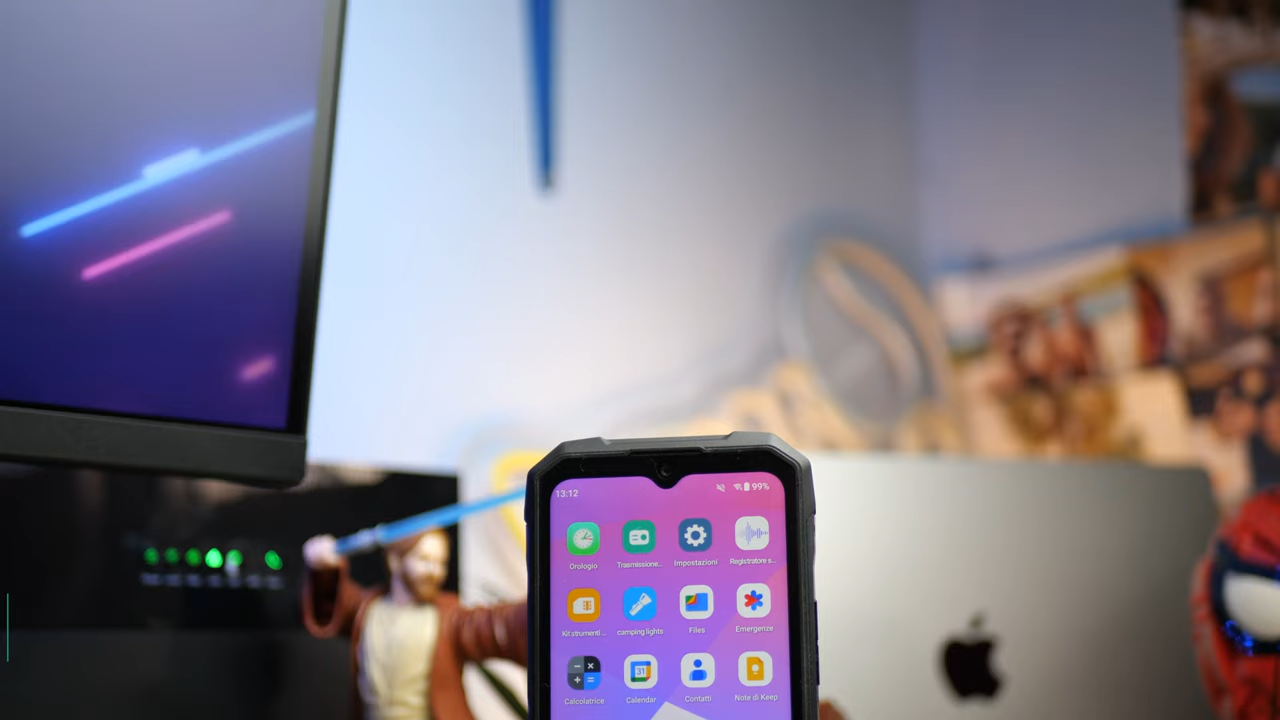 13:12 99%
Orologio Trasmissione... Impostazioni Registratore s...
Kit strumenti ... camping lights Files Emergenze
31
Calcolatrice Calendar Contatti Note di Keep